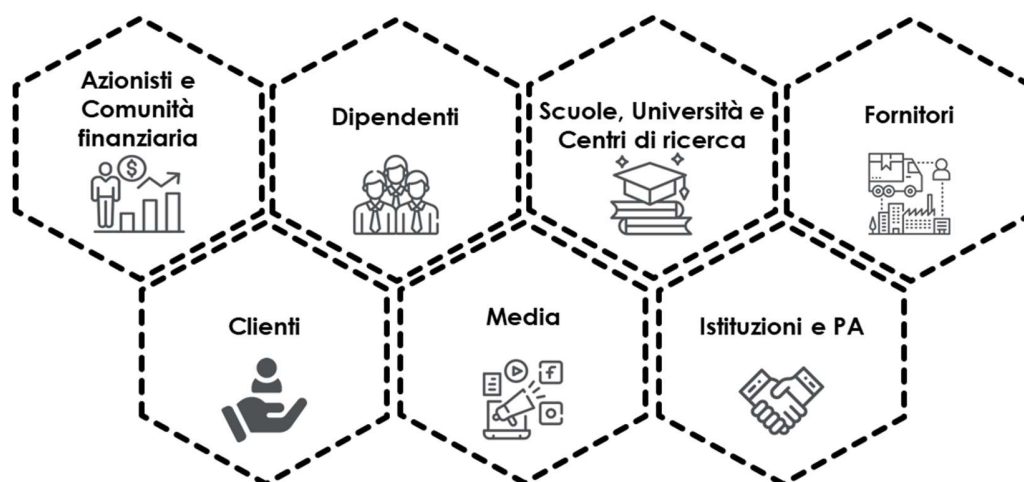 Azionisti e
Comunità
finanziaria
Dipendenti
Scuole, Università e
Centri di ricerca
Fornitori
Clienti
Media
Istituzioni e PA